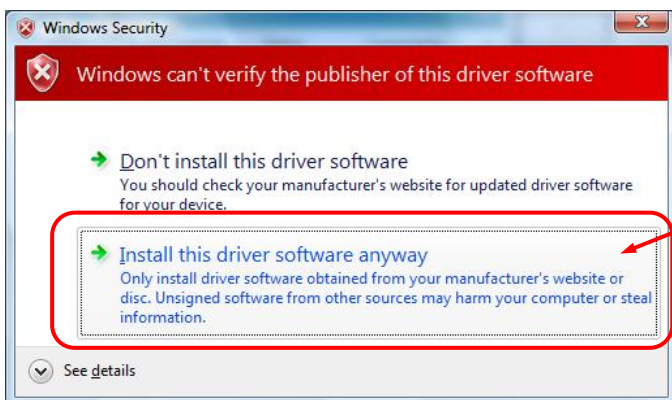 Windows Security
Windows can't verify the publisher of this driver software
Don't install this driver software
You should check your manufacturer's website for updated driver software
for your device.
Install this driver software anyway
Only install driver software obtained from your manufacturer's website or
disc. Unsigned software from other sources may harm your computer or steal
information.
See details